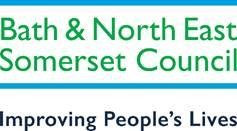 Bath & North East
Somerset Council
Improving People's Lives